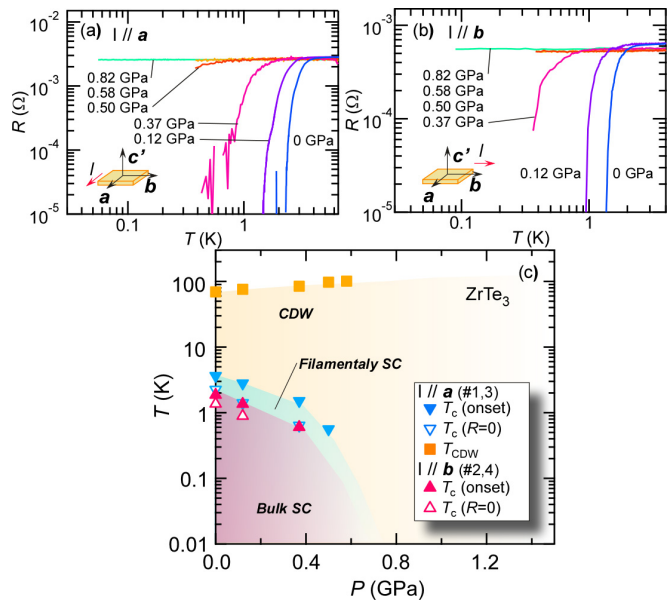 (a) I // a
R (Ω)
10-2
10-3
10-4
10-5
0.82 GPa
0.58 GPa
0.50 GPa
0.37 GPa
0.12 GPa
0 GPa
c’
I
a
b
0.1
1
T (K)
(b) I // b
R (Ω)
10-3
10-4
10-5
0.82 GPa
0.58 GPa
0.50 GPa
0.37 GPa
0.12 GPa
0 GPa
c’
I
a
b
0.1
1
T (K)
(c)
ZrTe3
CDW
Filamentaly SC
Bulk SC
T (K)
100
10
1
0.1
0.01
0.0
0.4
0.8
1.2
P (GPa)
I // a (#1,3)
Tc (onset)
Tc (R=0)
TCDW
I // b (#2,4)
Tc (onset)
Tc (R=0)